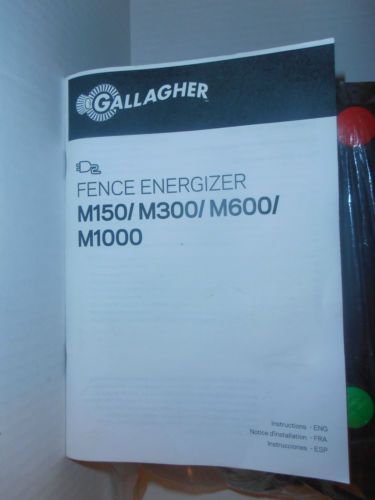 GALLAGHER
FENCE ENERGIZER
M150/ M300/ M600/
M1000
Instructions - ENG
Notice d'installation - FRA
Instrucciones - ESP